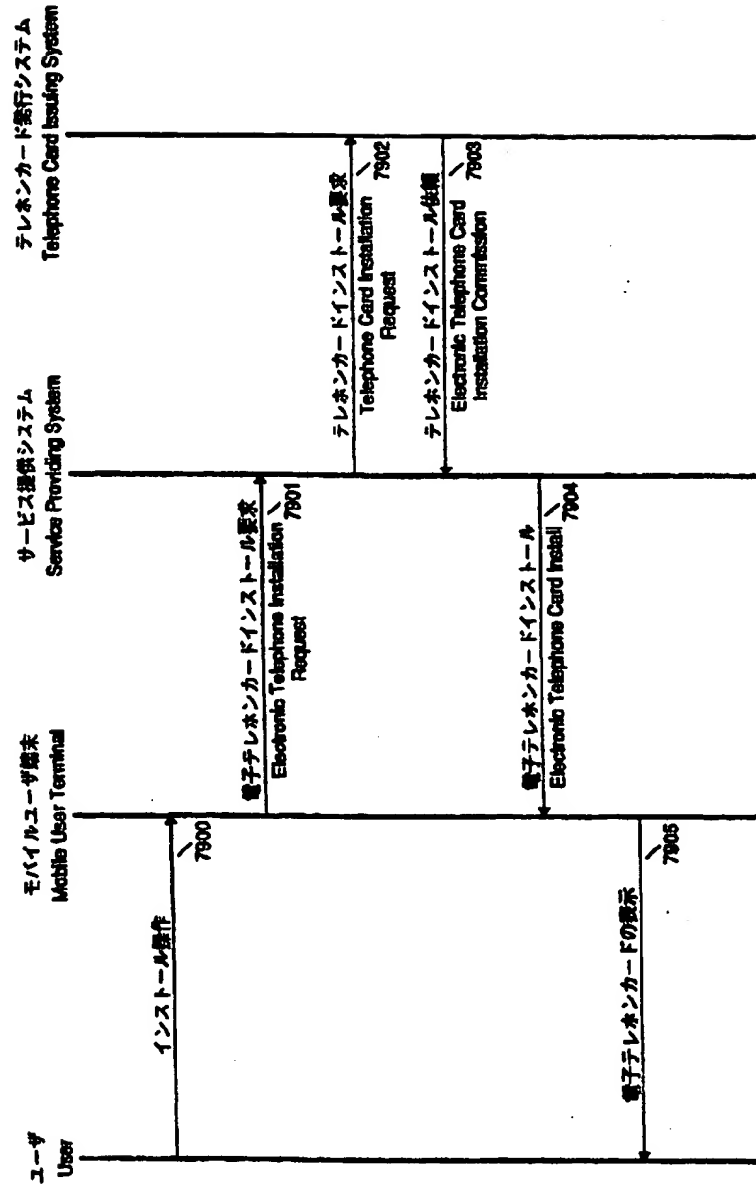 ユーザ
User
モバイルユーザ端末
Mobile User Terminal
サービス提供システム
Service Providing System
テレホンカード発行システム
Telephone Card Issuing System
インストール操作
7900
電子テレホンカードインストール要求
Electronic Telephone Installation
Request
7901
テレホンカードインストール要求
Telephone Card Installation
Request
7902
テレホンカードインストール依頼
Electronic Telephone Card
Installation Commission
7903
電子テレホンカードインストール
Electronic Telephone Card Install
7904
電子テレホンカードの表示
7905